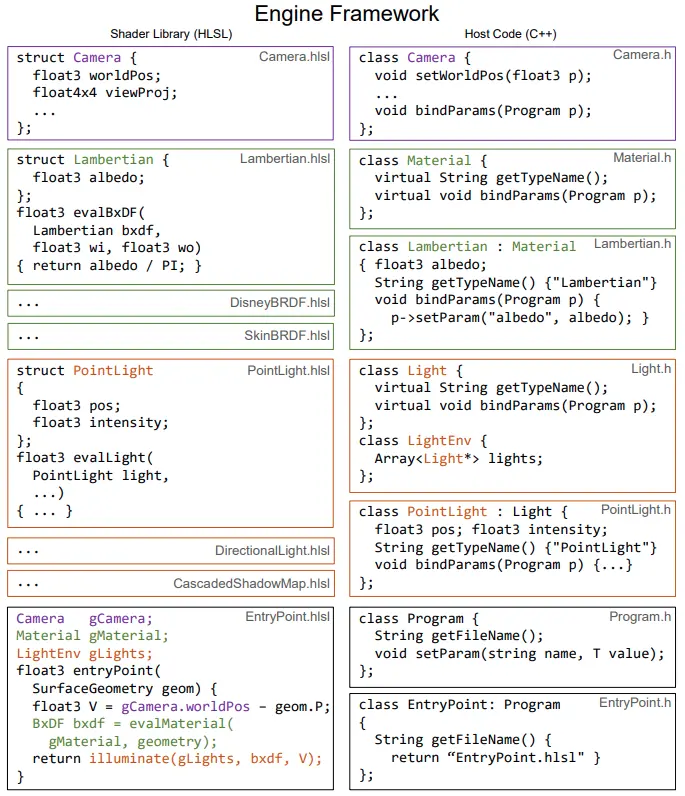 Engine Framework
Shader Library (HLSL)
struct Camera {
Camera.hlsl
float3 worldPos;
float4x4 viewProj;
...
};
struct Lambertian {
Lambertian.hlsl
float3 albedo;
};
float3 evalBxDF(
Lambertian bxdf,
float3 wi, float3 wo)
{ return albedo / PI; }
...
DisneyBRDF.hlsl
...
SkinBRDF.hlsl
struct PointLight
PointLight.hlsl
{
float3 pos;
float3 intensity;
};
float3 evalLight(
PointLight light,
...)
{ ... }
...
DirectionalLight.hlsl
...
CascadedShadowMap.hlsl
Camera   gCamera;
EntryPoint.hlsl
Material gMaterial;
LightEnv gLights;
float3 entryPoint(
SurfaceGeometry geom) {
float3 V = gCamera.worldPos – geom.P;
BxDF bxdf = evalMaterial(
gMaterial, geometry);
return illuminate(gLights, bxdf, V);
}
Host Code (C++)
class Camera {
Camera.h
void setWorldPos(float3 p);
...
void bindParams(Program p);
};
class Material {
Material.h
virtual String getTypeName();
virtual void bindParams(Program p);
};
class Lambertian : Material
Lambertian.h
{ float3 albedo;
String getTypeName() {"Lambertian"}
void bindParams(Program p) {
p->setParam("albedo", albedo); }
};
class Light {
Light.h
virtual String getTypeName();
virtual void bindParams(Program p);
};
class LightEnv {
Array<Light*> lights;
};
class PointLight : Light {
PointLight.h
float3 pos; float3 intensity;
String getTypeName() {"PointLight"}
void bindParams(Program p) {...}
};
class Program {
Program.h
String getFileName();
void setParam(string name, T value);
};
class EntryPoint: Program
EntryPoint.h
{
String getFileName() {
return “EntryPoint.hlsl" }
};